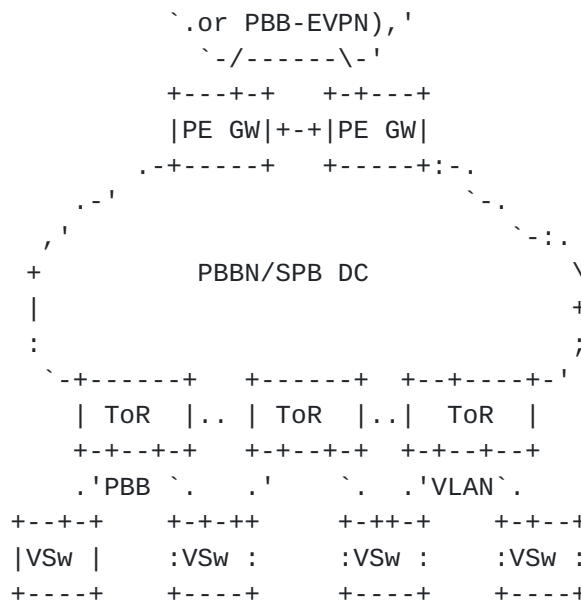 `.or PBB-EVPN),'
`-/------\-'
+---+-+   +-+---+
|PE GW|+-+|PE GW|
.-+-----+   +-----+:-.
.-'                     `-.
,'                           `-:.
+          PBBN/SPB DC            \
|                                 +
:                                 ;
`-+------+   +------+  +--+----+-'
| ToR  |.. | ToR  |..|  ToR  |
+-+--+-+   +-+--+-+  +-+--+--+
.'PBB `.   .'     `.  .'VLAN`.
+--+-+    +-+-++     +-++-+    +-+--+
|VSw |    :VSw :     :VSw :    :VSw :
+----+    +----+     +----+    +----+